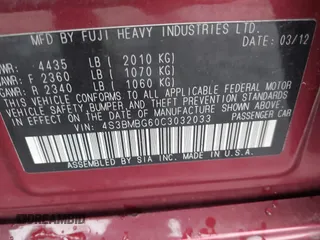 MFD. BY FUJI HEAVY INDUSTRIES LTD. 03/12
GVWR: 4435 LB ( 2010 KG)
GAWR: F 2360 LB ( 1070 KG)
GAWR: R 2340 LB ( 1060 KG)
THIS VEHICLE CONFORMS TO ALL APPLICABLE FEDERAL MOTOR
VEHICLE SAFETY, BUMPER, AND THEFT PREVENTION STANDARDS
IN EFFECT ON THE DATE OF MANUFACTURE SHOWN ABOVE.
VIN: 4S3BMBG60C3032033 PASSENGER CAR
ASSEMBLED BY SIA INC. MADE IN U.S.A.
DREAMBID